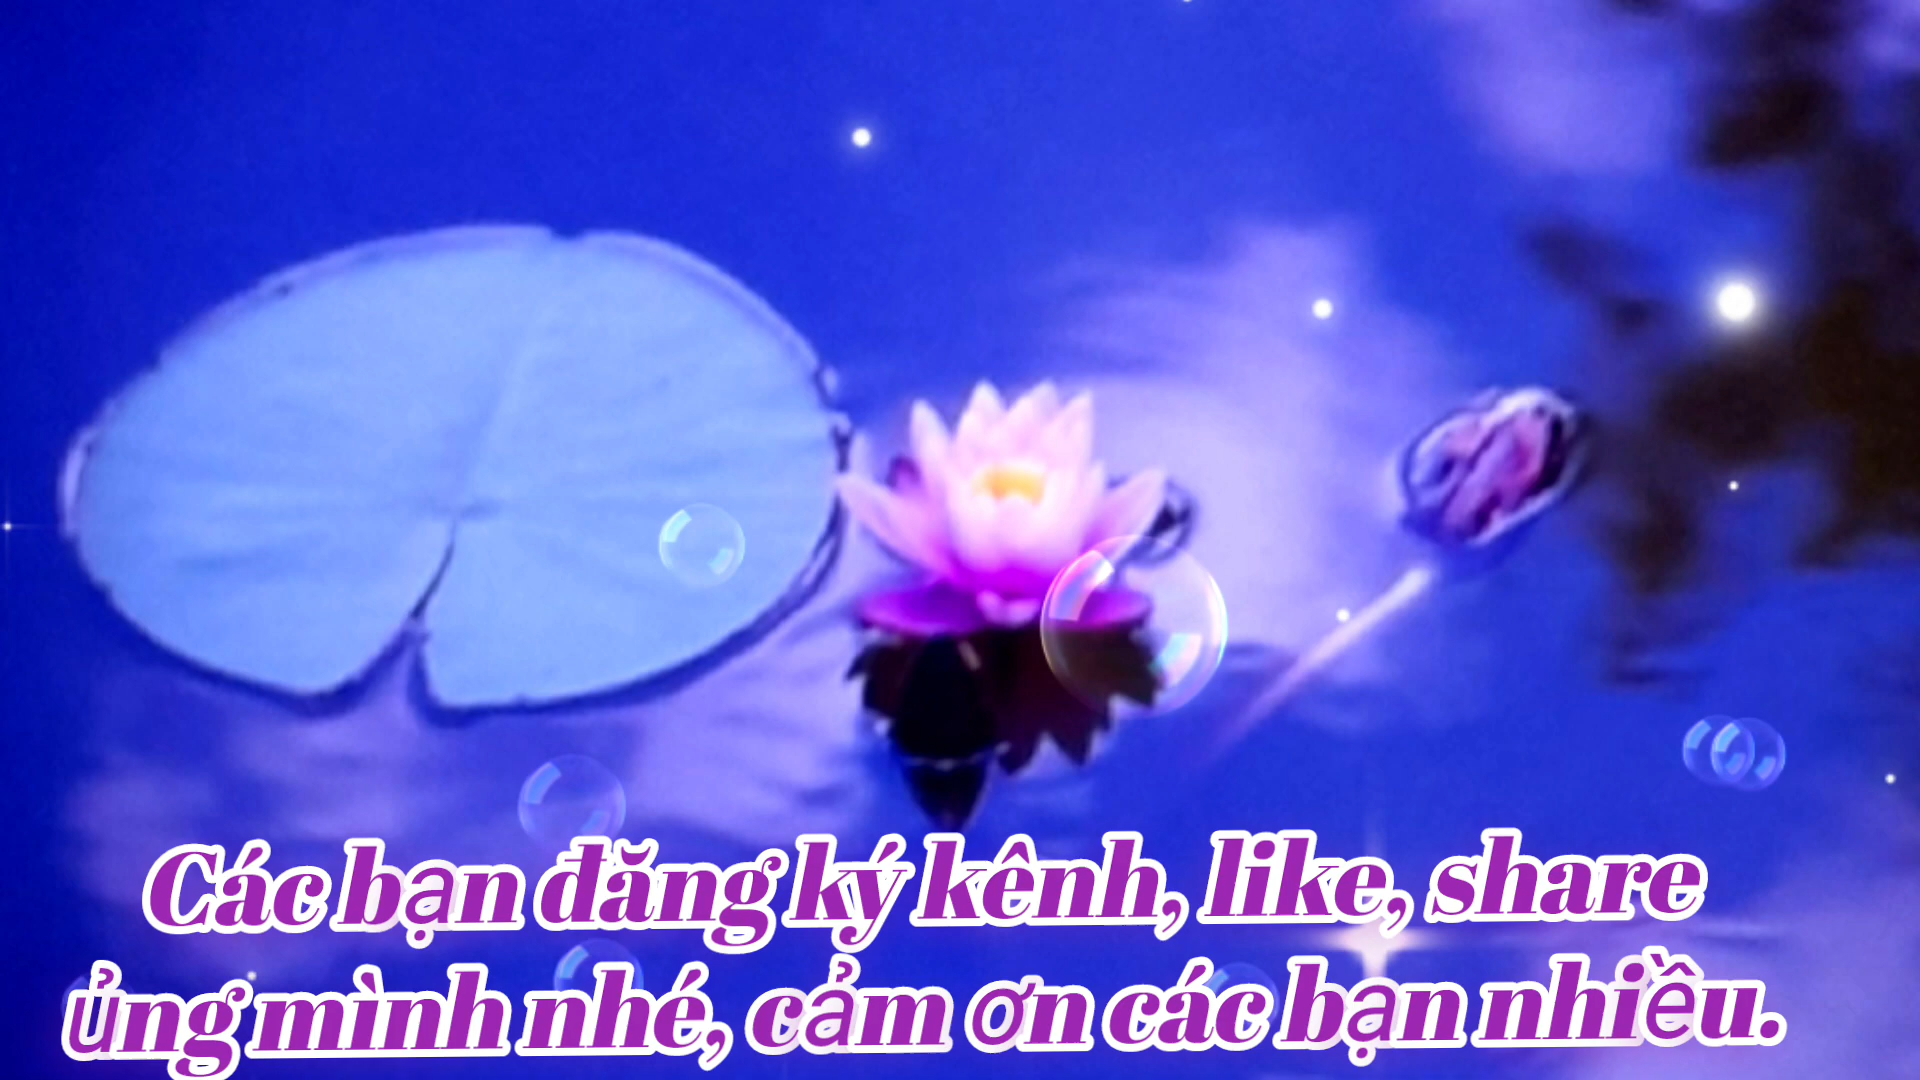 Các bạn đăng ký kênh, like, share
ủng mình nhé, cảm ơn các bạn nhiều.